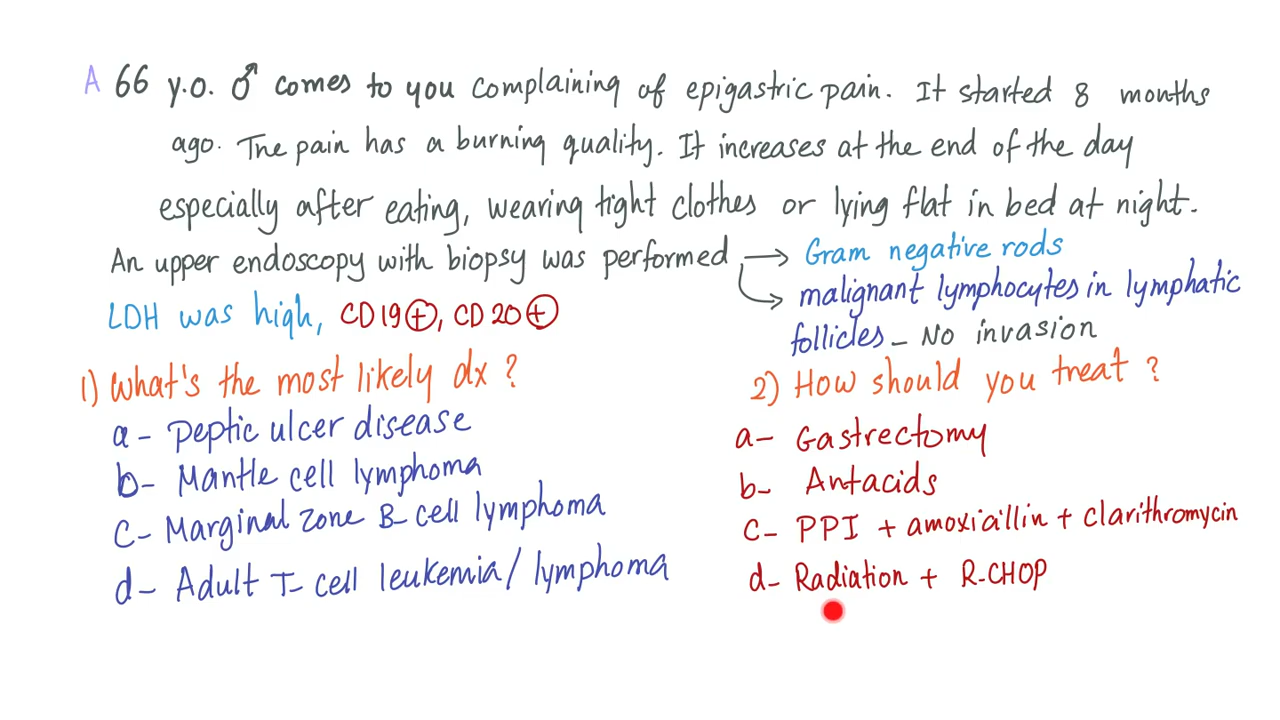 A 66 y.o. ♂ comes to you complaining of epigastric pain. It started 8 months
ago. The pain has a burning quality. It increases at the end of the day
especially after eating, wearing tight clothes or lying flat in bed at night.
An upper endoscopy with biopsy was performed → Gram negative rods
→ malignant lymphocytes in lymphatic
follicles - No invasion
LDH was high, CD19⊕, CD20⊕
1) What's the most likely dx ?
a- Peptic ulcer disease
b- Mantle cell lymphoma
c- Marginal zone B-cell lymphoma
d- Adult T-cell leukemia/lymphoma
2) How should you treat ?
a- Gastrectomy
b- Antacids
c- PPI + amoxicillin + clarithromycin
d- Radiation + R-CHOP